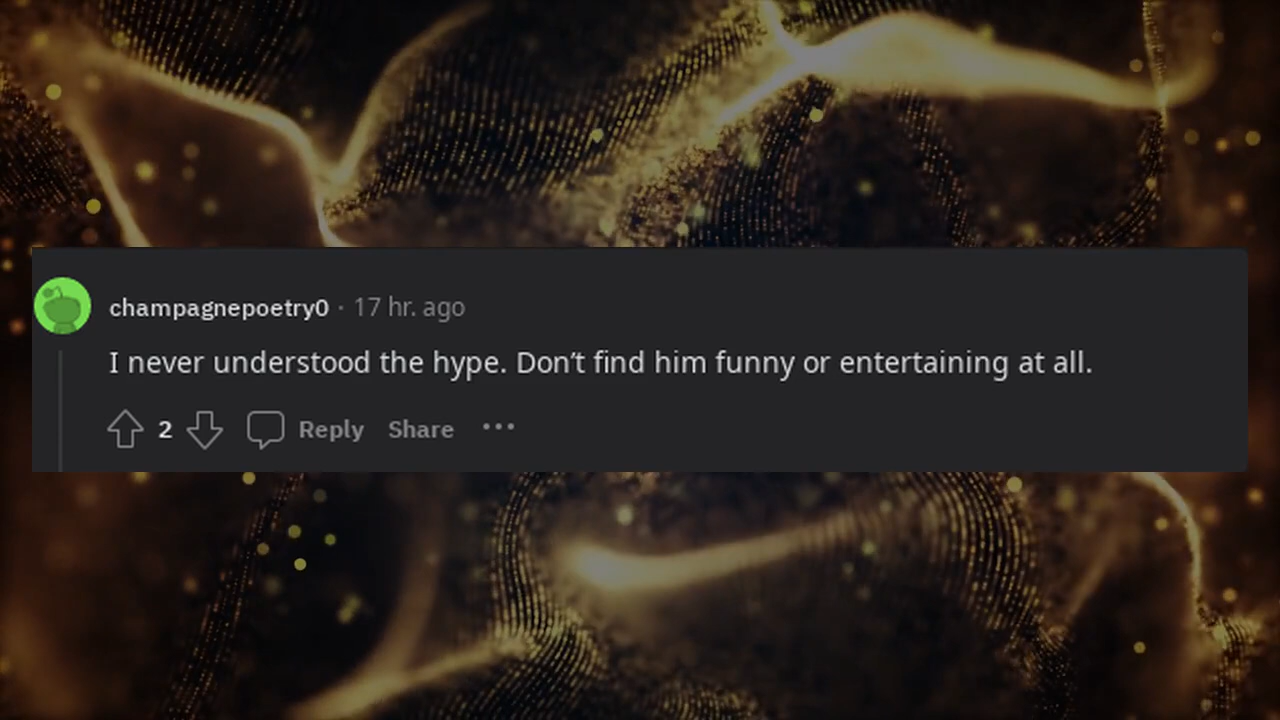 champagnepoetry0 · 17 hr. ago
I never understood the hype. Don’t find him funny or entertaining at all.
2 Reply Share •••